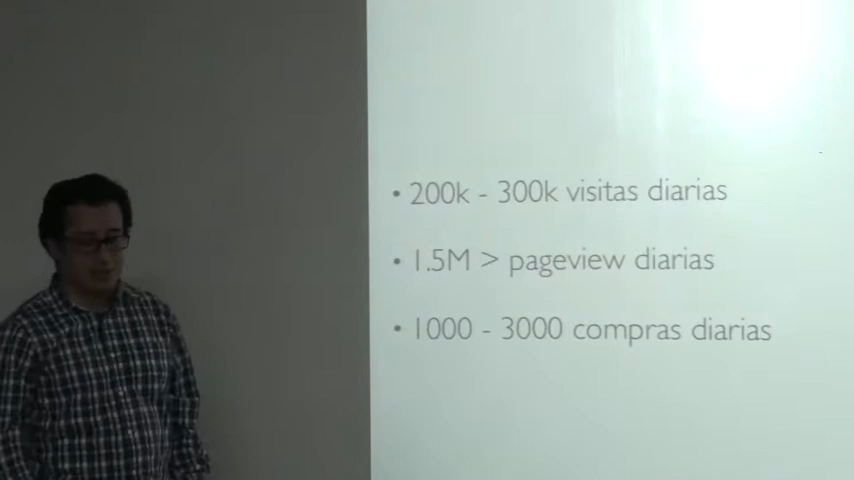 • 200k - 300k visitas diarias
• 1.5M > pageview diarias
• 1000 - 3000 compras diarias